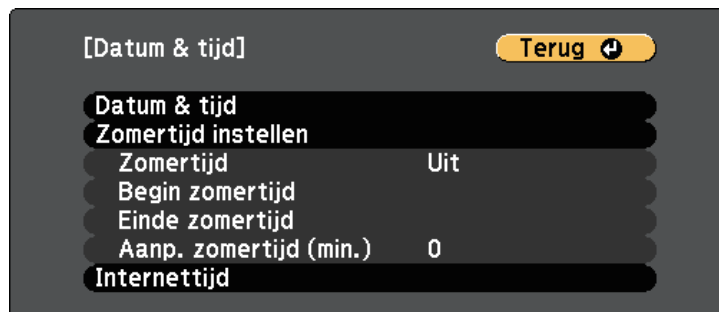 [Datum & tijd] Terug
Datum & tijd
Zomertijd instellen
Zomertijd Uit
Begin zomertijd
Einde zomertijd
Aanp. zomertijd (min.) 0
Internettijd